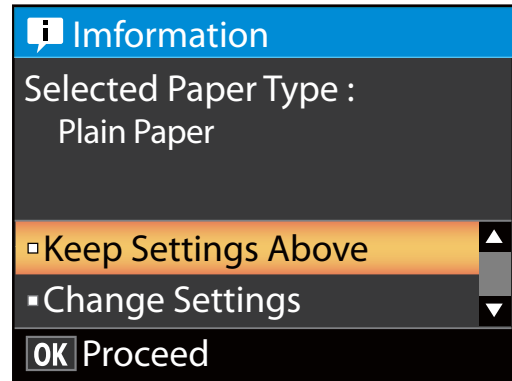 Imformation
Selected Paper Type :
Plain Paper
Keep Settings Above
Change Settings
OK Proceed